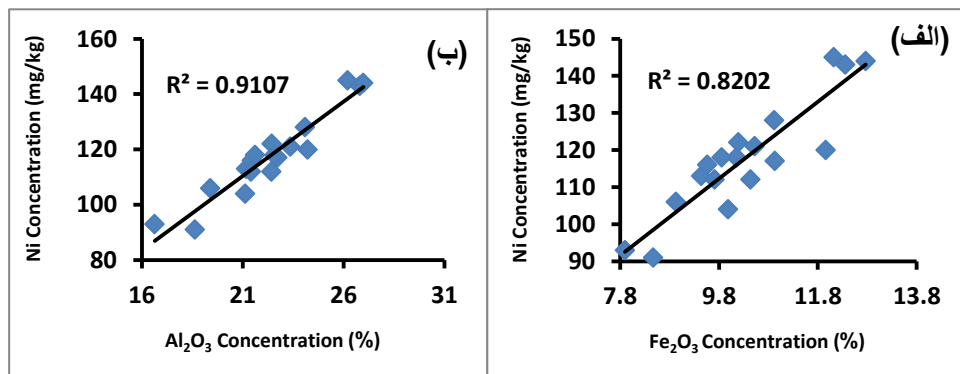 (ب)
R² = 0.9107
Ni Concentration (mg/kg)
160
140
120
100
80
16 21 26 31
Al₂O₃ Concentration (%)
(الف)
R² = 0.8202
Ni Concentration (mg/kg)
150
140
130
120
110
100
90
7.8 9.8 11.8 13.8
Fe₂O₃ Concentration (%)